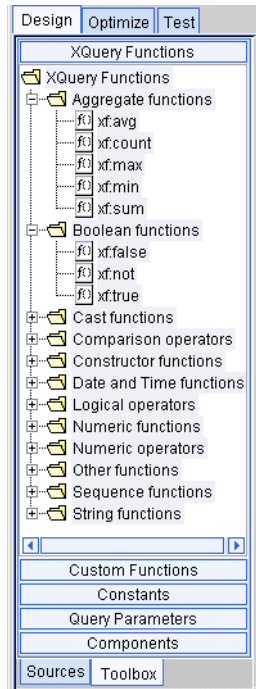 Design Optimize Test
XQuery Functions
XQuery Functions
Aggregate functions
f() xf:avg
f() xf:count
f() xf:max
f() xf:min
f() xf:sum
Boolean functions
f() xf:false
f() xf:not
f() xf:true
Cast functions
Comparison operators
Constructor functions
Date and Time functions
Logical operators
Numeric functions
Numeric operators
Other functions
Sequence functions
String functions
Custom Functions
Constants
Query Parameters
Components
Sources Toolbox